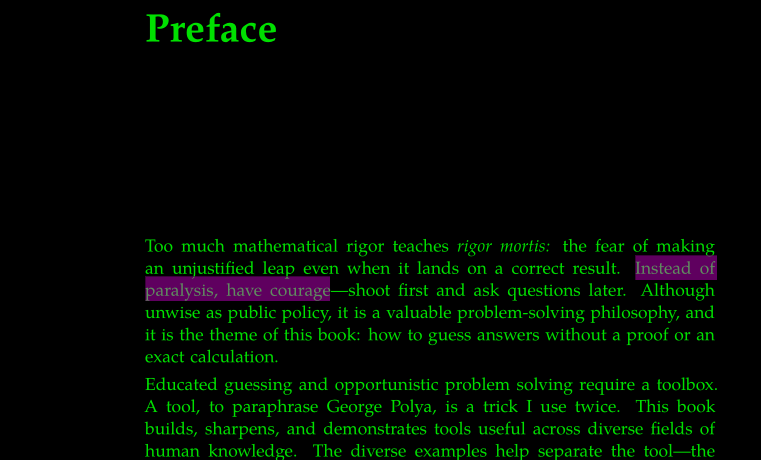 Preface
Too much mathematical rigor teaches rigor mortis: the fear of making
an unjustified leap even when it lands on a correct result. Instead of
paralysis, have courage—shoot first and ask questions later. Although
unwise as public policy, it is a valuable problem-solving philosophy, and
it is the theme of this book: how to guess answers without a proof or an
exact calculation.
Educated guessing and opportunistic problem solving require a toolbox.
A tool, to paraphrase George Polya, is a trick I use twice. This book
builds, sharpens, and demonstrates tools useful across diverse fields of
human knowledge. The diverse examples help separate the tool—the